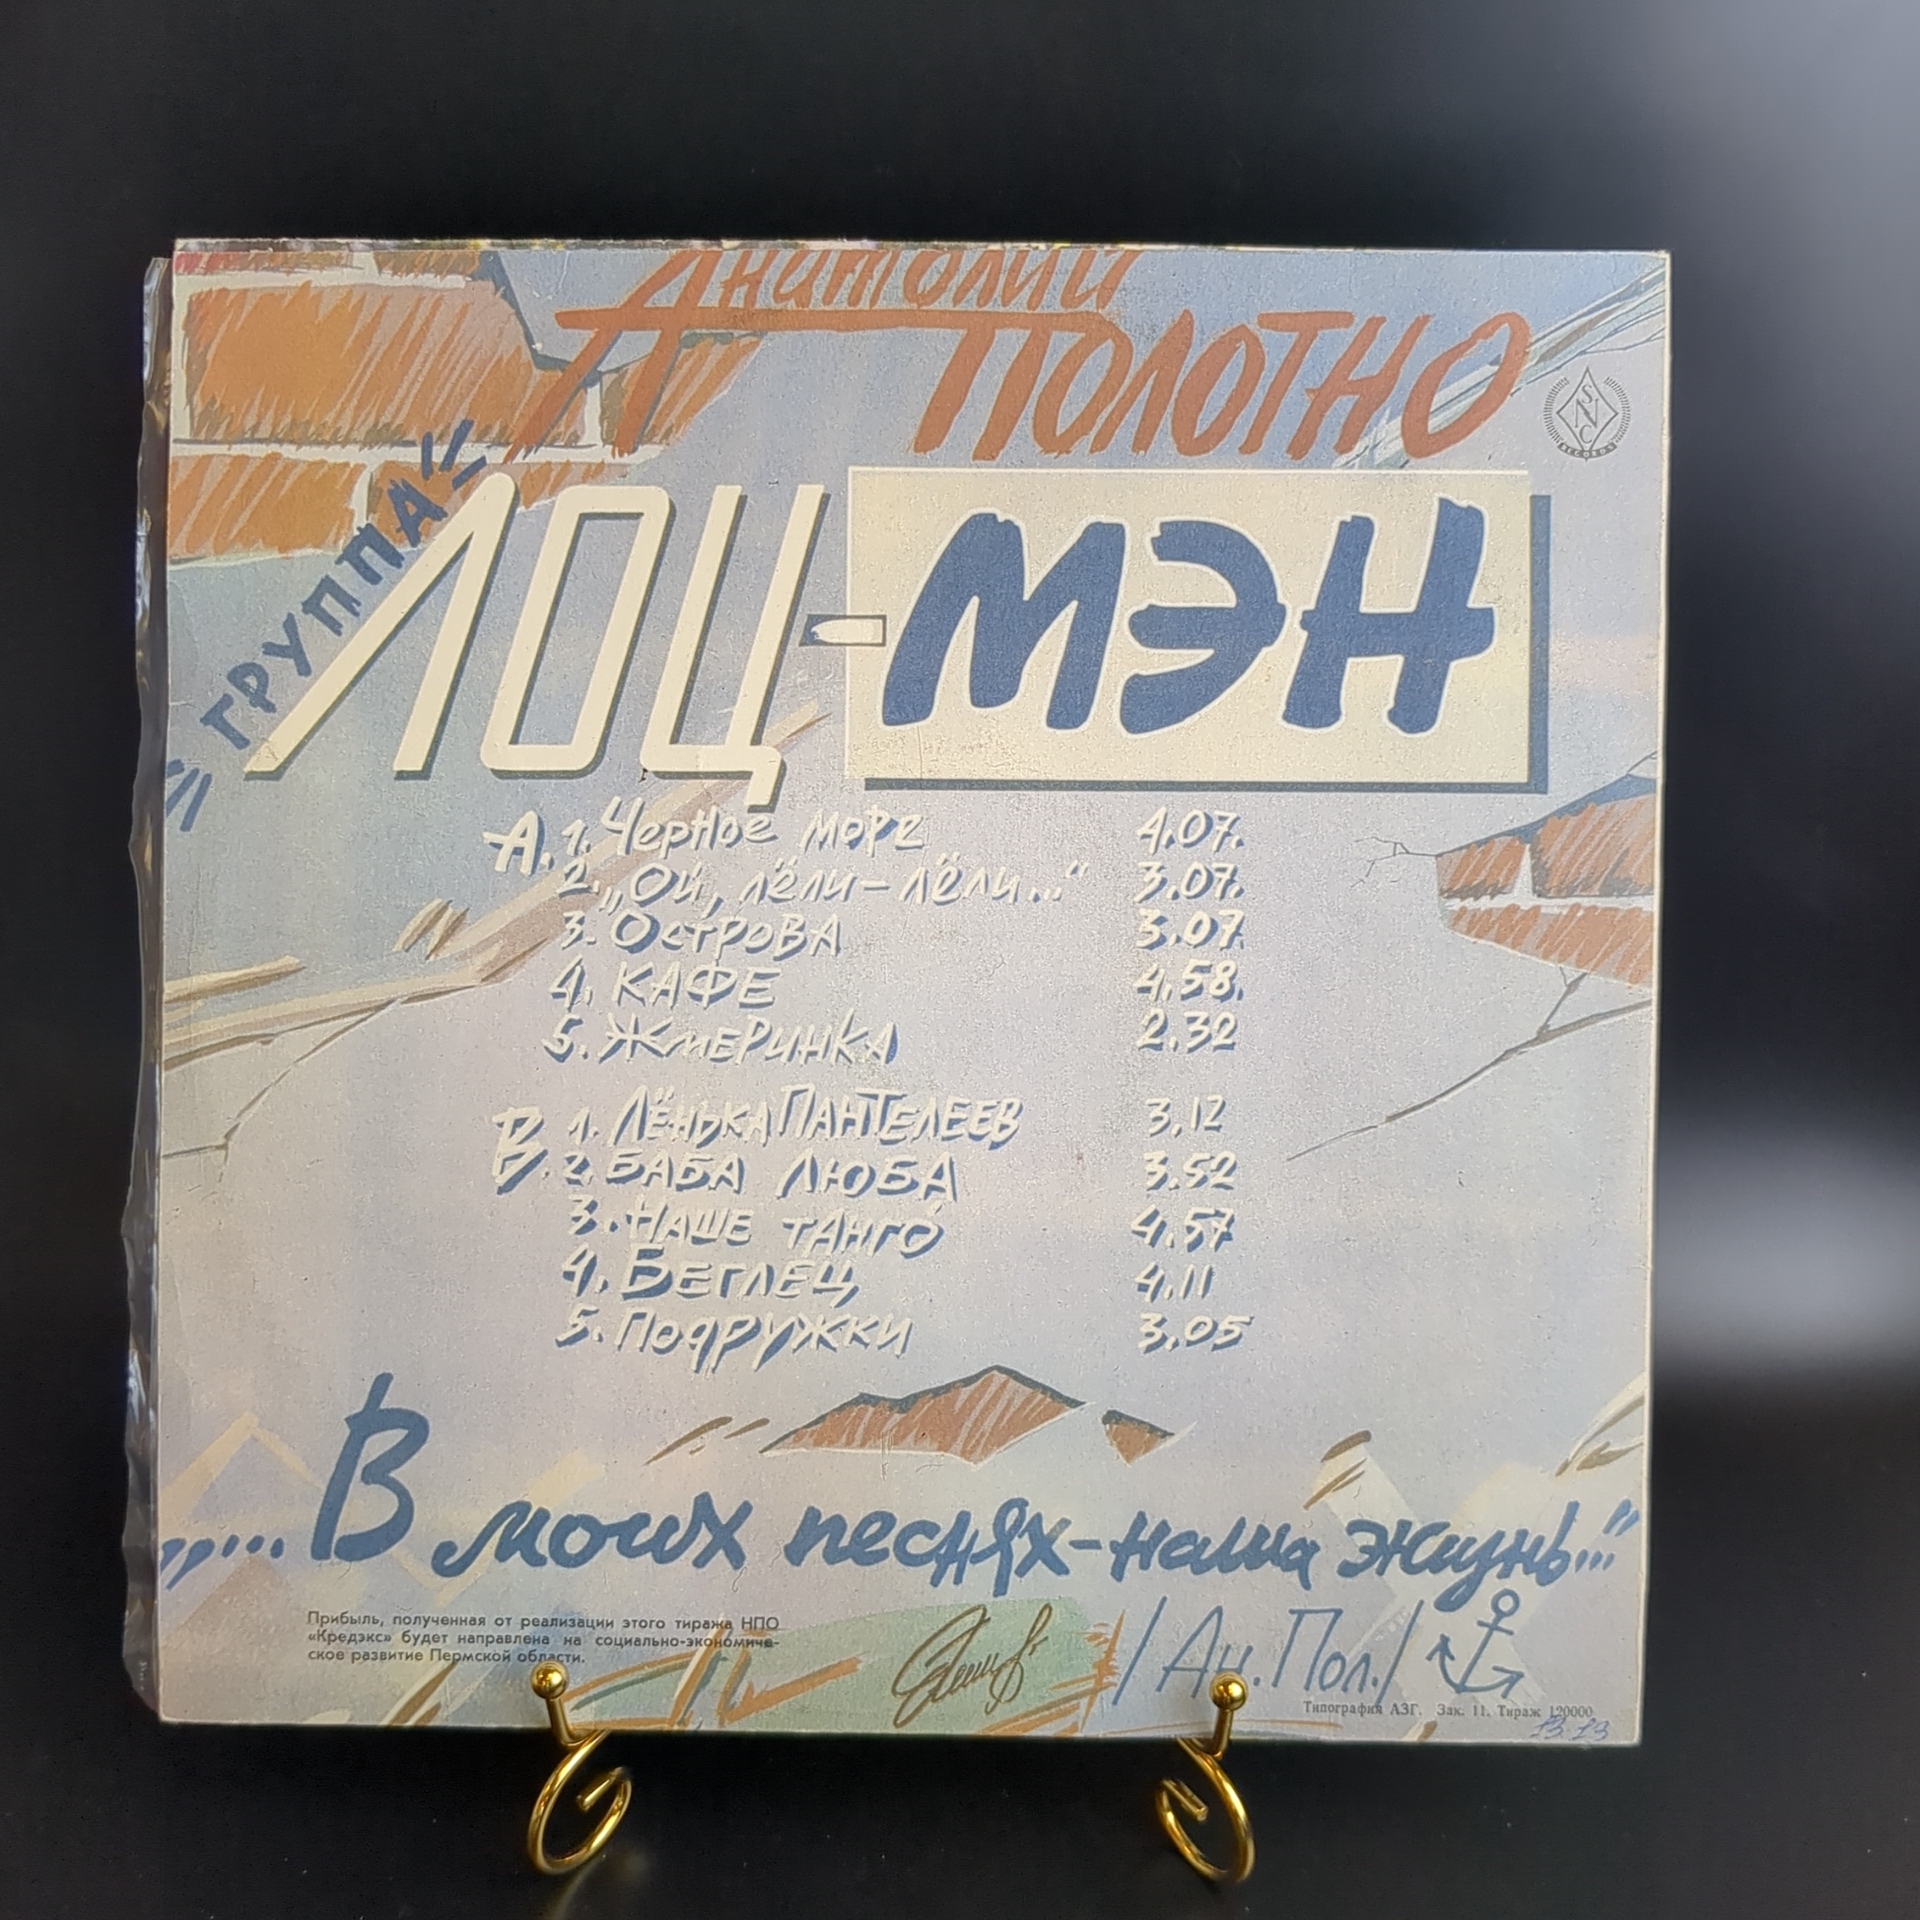 Анатолий
Полотно
SNC
RECORDS
"ГРУППА"
ЛОЦ-МЭН
А. 1. Черное море 4.07.
2. „Ой, лёли-лёли..." 3.07.
3. Острова 3.07
4. КАФЕ 4.58.
5. ЖМЕРИНКА 2.32
В. 1. ЛЁНЬКА ПАНТЕЛЕЕВ 3.12
2. БАБА ЛЮБА 3.52
3. НАШЕ ТАНГО 4.57
4. БЕГЛЕЦ 4.11
5. Подружки 3.05
„...В моих песнях-наша жизнь..."
Прибыль, полученная от реализации этого тиража НПО
«Кредэкс» будет направлена на социально-экономиче-
ское развитие Пермской области.
/Ан. Пол./
Типография АЗГ. Зак. 11. Тираж 120000